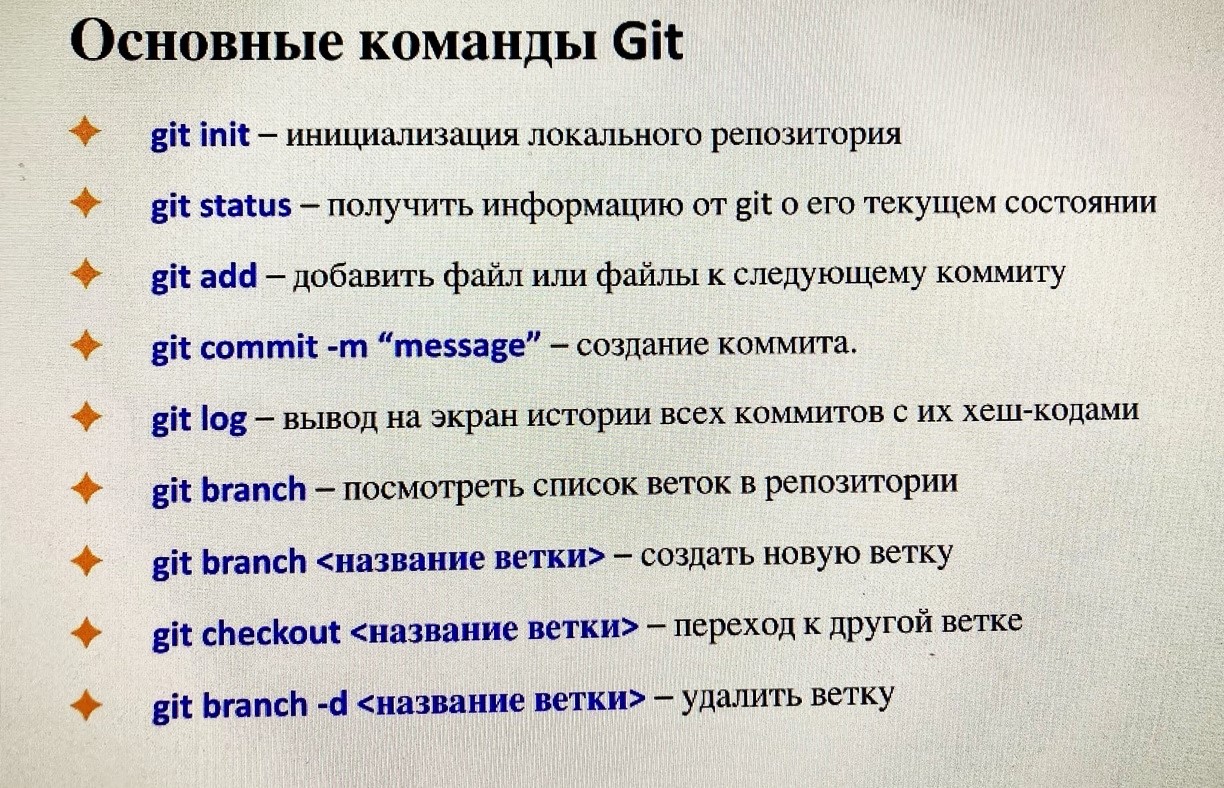 Основные команды Git
git init – инициализация локального репозитория
git status – получить информацию от git о его текущем состоянии
git add – добавить файл или файлы к следующему коммиту
git commit -m “message” – создание коммита.
git log – вывод на экран истории всех коммитов с их хеш-кодами
git branch – посмотреть список веток в репозитории
git branch <название ветки> – создать новую ветку
git checkout <название ветки> – переход к другой ветке
git branch -d <название ветки> – удалить ветку